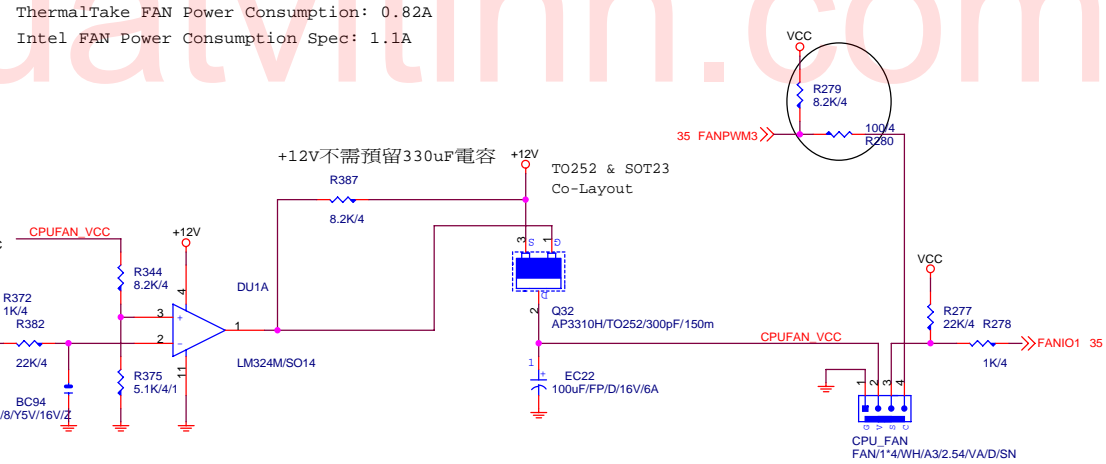 ThermalTake FAN Power Consumption: 0.82A
Intel FAN Power Consumption Spec: 1.1A
VCC
R279
8.2K/4
35 FANPWM3
100/4
R280
+12V不需預留330uF電容
+12V
TO252 & SOT23
Co-Layout
R387
8.2K/4
CPUFAN_VCC
+12V
3
S
1
G
D
2
R344
8.2K/4
DU1A
4
3
+
2
-
1
11
LM324M/SO14
R372
1K/4
R382
22K/4
R375
5.1K/4/1
BC94
/8/Y5V/16V/Z
Q32
AP3310H/TO252/300pF/150m
CPUFAN_VCC
1
+
EC22
100uF/FP/D/16V/6A
VCC
R277
22K/4
R278
1K/4
FANIO1 35
1
2
3
4
G
V
S
C
CPU_FAN
FAN/1*4/WH/A3/2.54/VA/D/SN